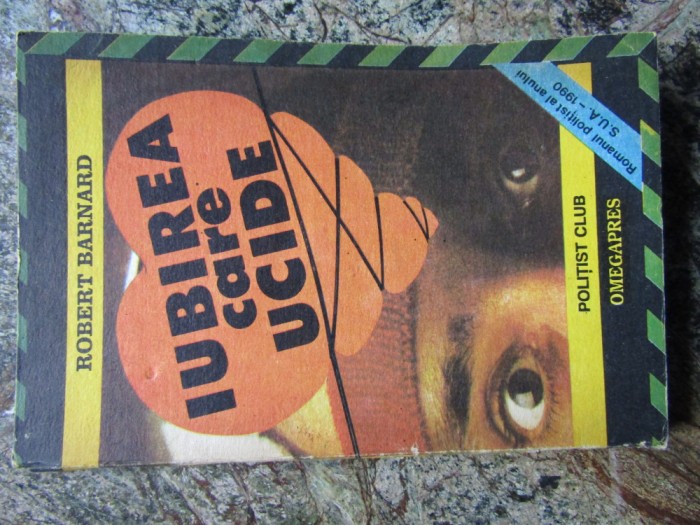 ROBERT BARNARD
IUBIREA
care
UCIDE
Romanul polițist al anului
S.U.A. - 1990
POLIȚIST CLUB
OMEGAPRES